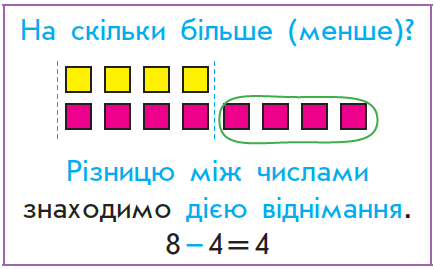 На скільки більше (менше)?
Різницю між числами
знаходимо дією віднімання.
8–4=4